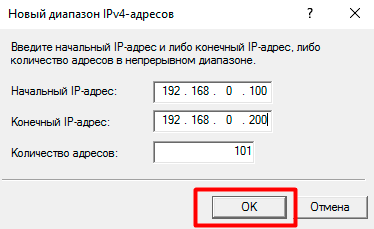 Новый диапазон IPv4-адресов
Введите начальный IP-адрес и либо конечный IP-адрес, либо
количество адресов в непрерывном диапазоне.
Начальный IP-адрес: 192 . 168 . 0 . 100
Конечный IP-адрес: 192 . 168 . 0 . 200
Количество адресов: 101
OK Отмена